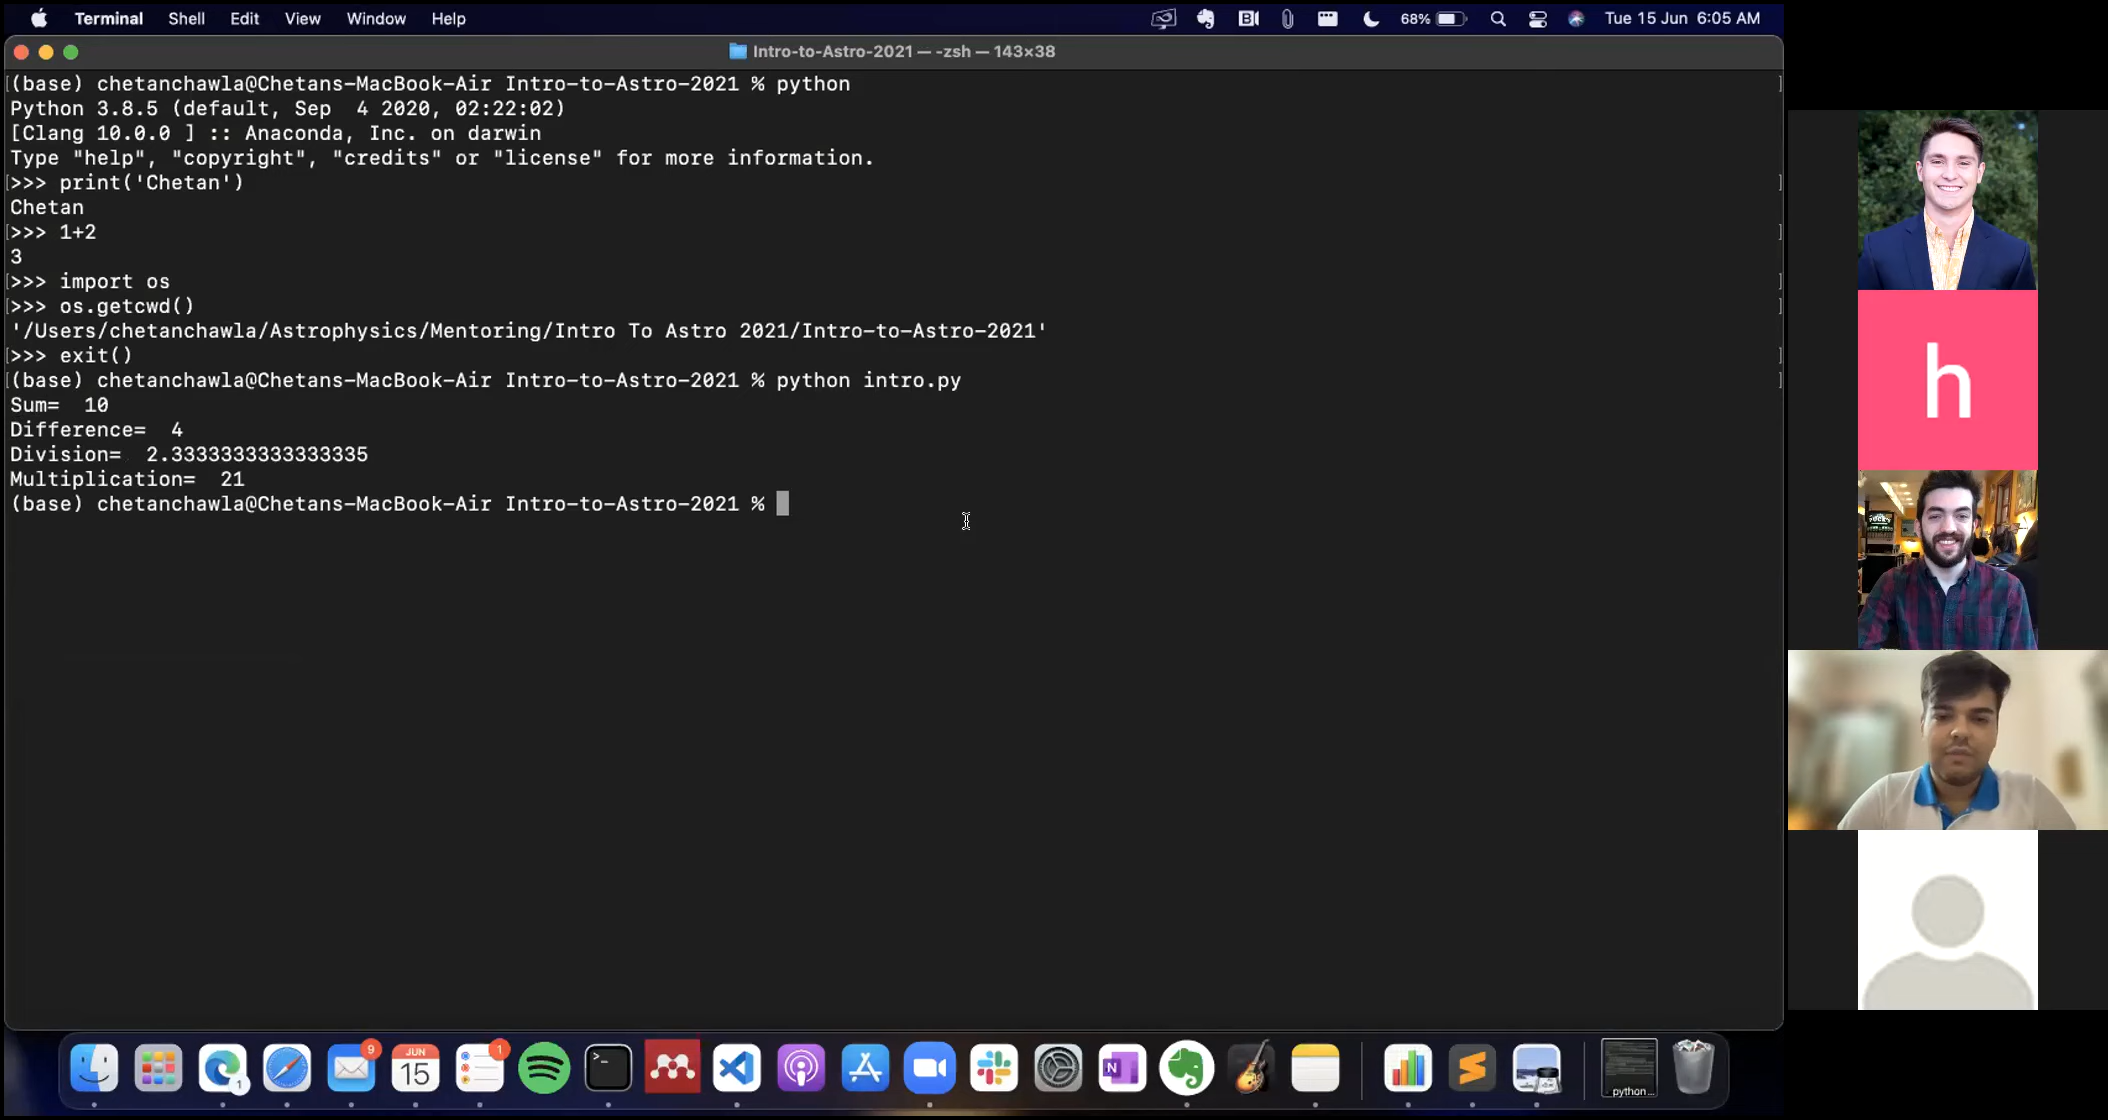 Terminal Shell Edit View Window Help 68% Tue 15 Jun 6:05 AM
Intro-to-Astro-2021 — -zsh — 143×38
(base) chetanchawla@Chetans-MacBook-Air Intro-to-Astro-2021 % python
Python 3.8.5 (default, Sep  4 2020, 02:22:02)
[Clang 10.0.0 ] :: Anaconda, Inc. on darwin
Type "help", "copyright", "credits" or "license" for more information.
>>> print('Chetan')
Chetan
>>> 1+2
3
>>> import os
>>> os.getcwd()
'/Users/chetanchawla/Astrophysics/Mentoring/Intro To Astro 2021/Intro-to-Astro-2021'
>>> exit()
(base) chetanchawla@Chetans-MacBook-Air Intro-to-Astro-2021 % python intro.py
Sum=  10
Difference=  4
Division=  2.3333333333333335
Multiplication=  21
(base) chetanchawla@Chetans-MacBook-Air Intro-to-Astro-2021 %
h
9
1
JUN
15
1
>_
N
python...